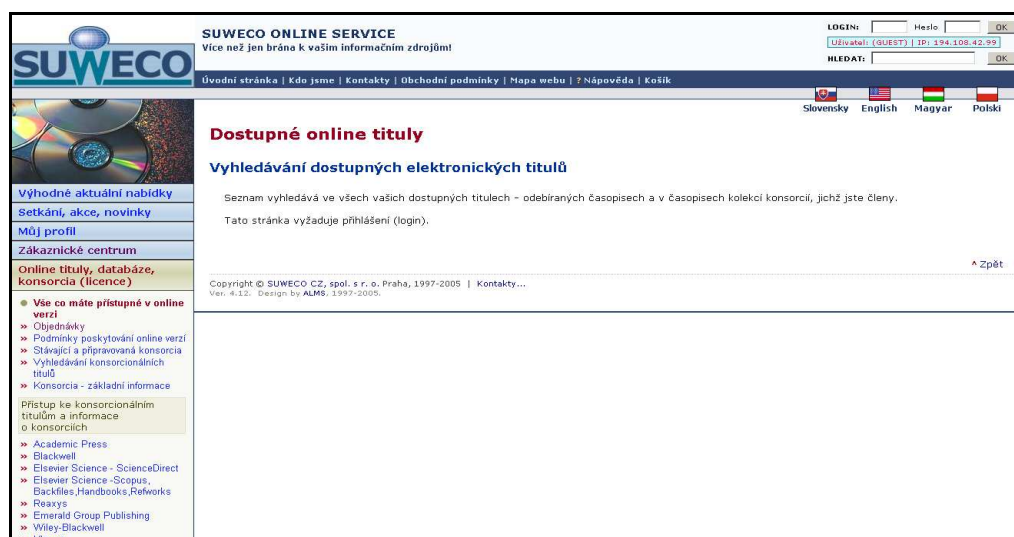 SUWECO
SUWECO ONLINE SERVICE
Více než jen brána k vašim informačním zdrojům!
LOGIN: Heslo OK
Uživatel: (GUEST) | IP: 194.108.42.99
HLEDAT: OK
Úvodní stránka | Kdo jsme | Kontakty | Obchodní podmínky | Mapa webu | ? Nápověda | Košík
Slovensky English Magyar Polski
Výhodné aktuální nabídky
Setkání, akce, novinky
Můj profil
Zákaznické centrum
Online tituly, databáze,
konsorcia (licence)
Vše co máte přístupné v online
verzi
» Objednávky
» Podmínky poskytování online verzí
» Stávající a připravovaná konsorcia
» Vyhledávání konsorcionálních
titulů
» Konsorcia - základní informace
Přístup ke konsorcionálním
titulům a informace
o konsorciích
» Academic Press
» Blackwell
» Elsevier Science - ScienceDirect
» Elsevier Science -Scopus,
Backfiles,Handbooks,Refworks
» Reaxys
» Emerald Group Publishing
» Wiley-Blackwell
Dostupné online tituly
Vyhledávání dostupných elektronických titulů
Seznam vyhledává ve všech vašich dostupných titulech - odebíraných časopisech a v časopisech kolekcí konsorcií, jichž jste členy.
Tato stránka vyžaduje přihlášení (login).
^ Zpět
Copyright © SUWECO CZ, spol. s r. o. Praha, 1997-2005 | Kontakty...
Ver. 4.12. Design by ALMS, 1997-2005.